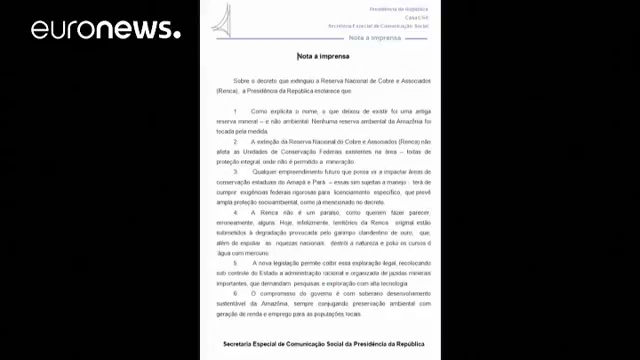 euronews.
Presidência da República
Casa Civil
Secretaria Especial de Comunicação Social
Nota à imprensa
Nota à imprensa
Sobre o decreto que extinguiu a Reserva Nacional de Cobre e Associados
(Renca), a Presidência da República esclarece que:
1 Como explicita o nome, o que deixou de existir foi uma antiga
reserva mineral – e não ambiental. Nenhuma reserva ambiental da Amazônia foi
tocada pela medida.
2 A extinção da Reserva Nacional do Cobre e Associados (Renca) não
afeta as Unidades de Conservação Federais existentes na área – todas de
proteção integral, onde não é permitido a mineração.
3 Qualquer empreendimento futuro que possa vir a impactar áreas de
conservação estaduais do Amapá e Pará – essas sim sujeitas a manejo - terá de
cumprir exigências federais rigorosas para licenciamento específico, que prevê
ampla proteção socioambiental, como já mencionado no decreto.
4 A Renca não é um paraíso, como querem fazer parecer,
erroneamente, alguns. Hoje, infelizmente, territórios da Renca original estão
submetidos à degradação provocada pelo garimpo clandestino de ouro, que,
além de espoliar as riquezas nacionais, destrói a natureza e polui os cursos d
água com mercúrio.
5 A nova legislação permite coibir essa exploração ilegal, recolocando
sob controle do Estado a administração racional e organizada de jazidas minerais
importantes, que demandam pesquisas e exploração com alta tecnologia.
6 O compromisso do governo é com soberano desenvolvimento
sustentável da Amazônia, sempre conjugando preservação ambiental com
geração de renda e emprego para as populações locais.
Secretaria Especial de Comunicação Social da Presidência da República